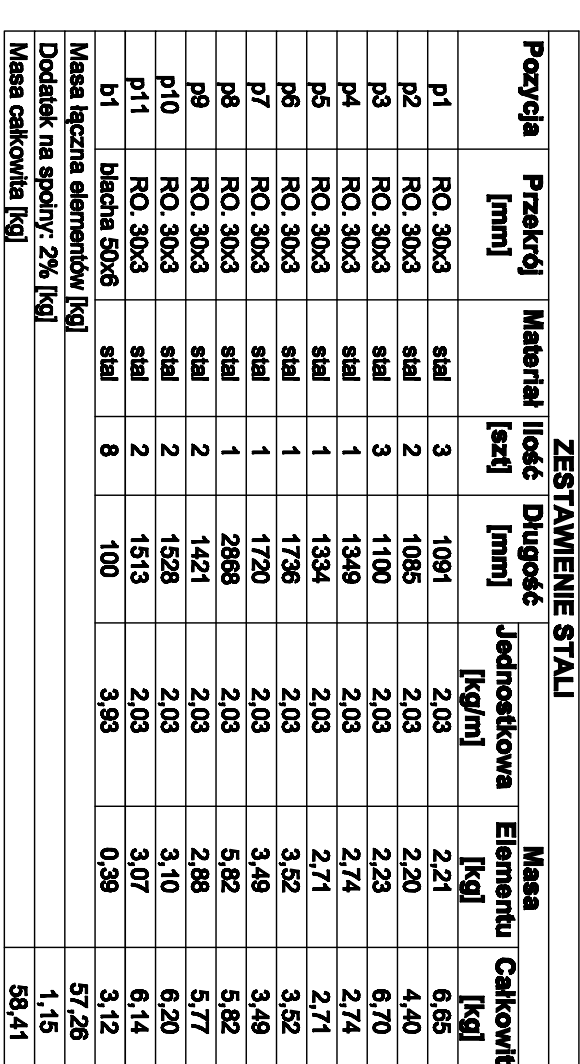 ZESTAWIENIE STALI
Pozycja Przekrój [mm] Materiał Ilość [szt] Długość [mm] Masa
Jednostkowa [kg/m] Elementu [kg] Całkowit [kg]
p1 RO. 30x3 stal 3 1091 2,03 2,21 6,65
p2 RO. 30x3 stal 2 1085 2,03 2,20 4,40
p3 RO. 30x3 stal 3 1100 2,03 2,23 6,70
p4 RO. 30x3 stal 1 1349 2,03 2,74 2,74
p5 RO. 30x3 stal 1 1334 2,03 2,71 2,71
p6 RO. 30x3 stal 1 1736 2,03 3,52 3,52
p7 RO. 30x3 stal 1 1720 2,03 3,49 3,49
p8 RO. 30x3 stal 1 2868 2,03 5,82 5,82
p9 RO. 30x3 stal 2 1421 2,03 2,88 5,77
p10 RO. 30x3 stal 2 1528 2,03 3,10 6,20
p11 RO. 30x3 stal 2 1513 2,03 3,07 6,14
b1 blacha 50x6 stal 8 100 3,93 0,39 3,12
Masa łączna elementów [kg] 57,26
Dodatek na spoiny: 2% [kg] 1,15
Masa całkowita [kg] 58,41